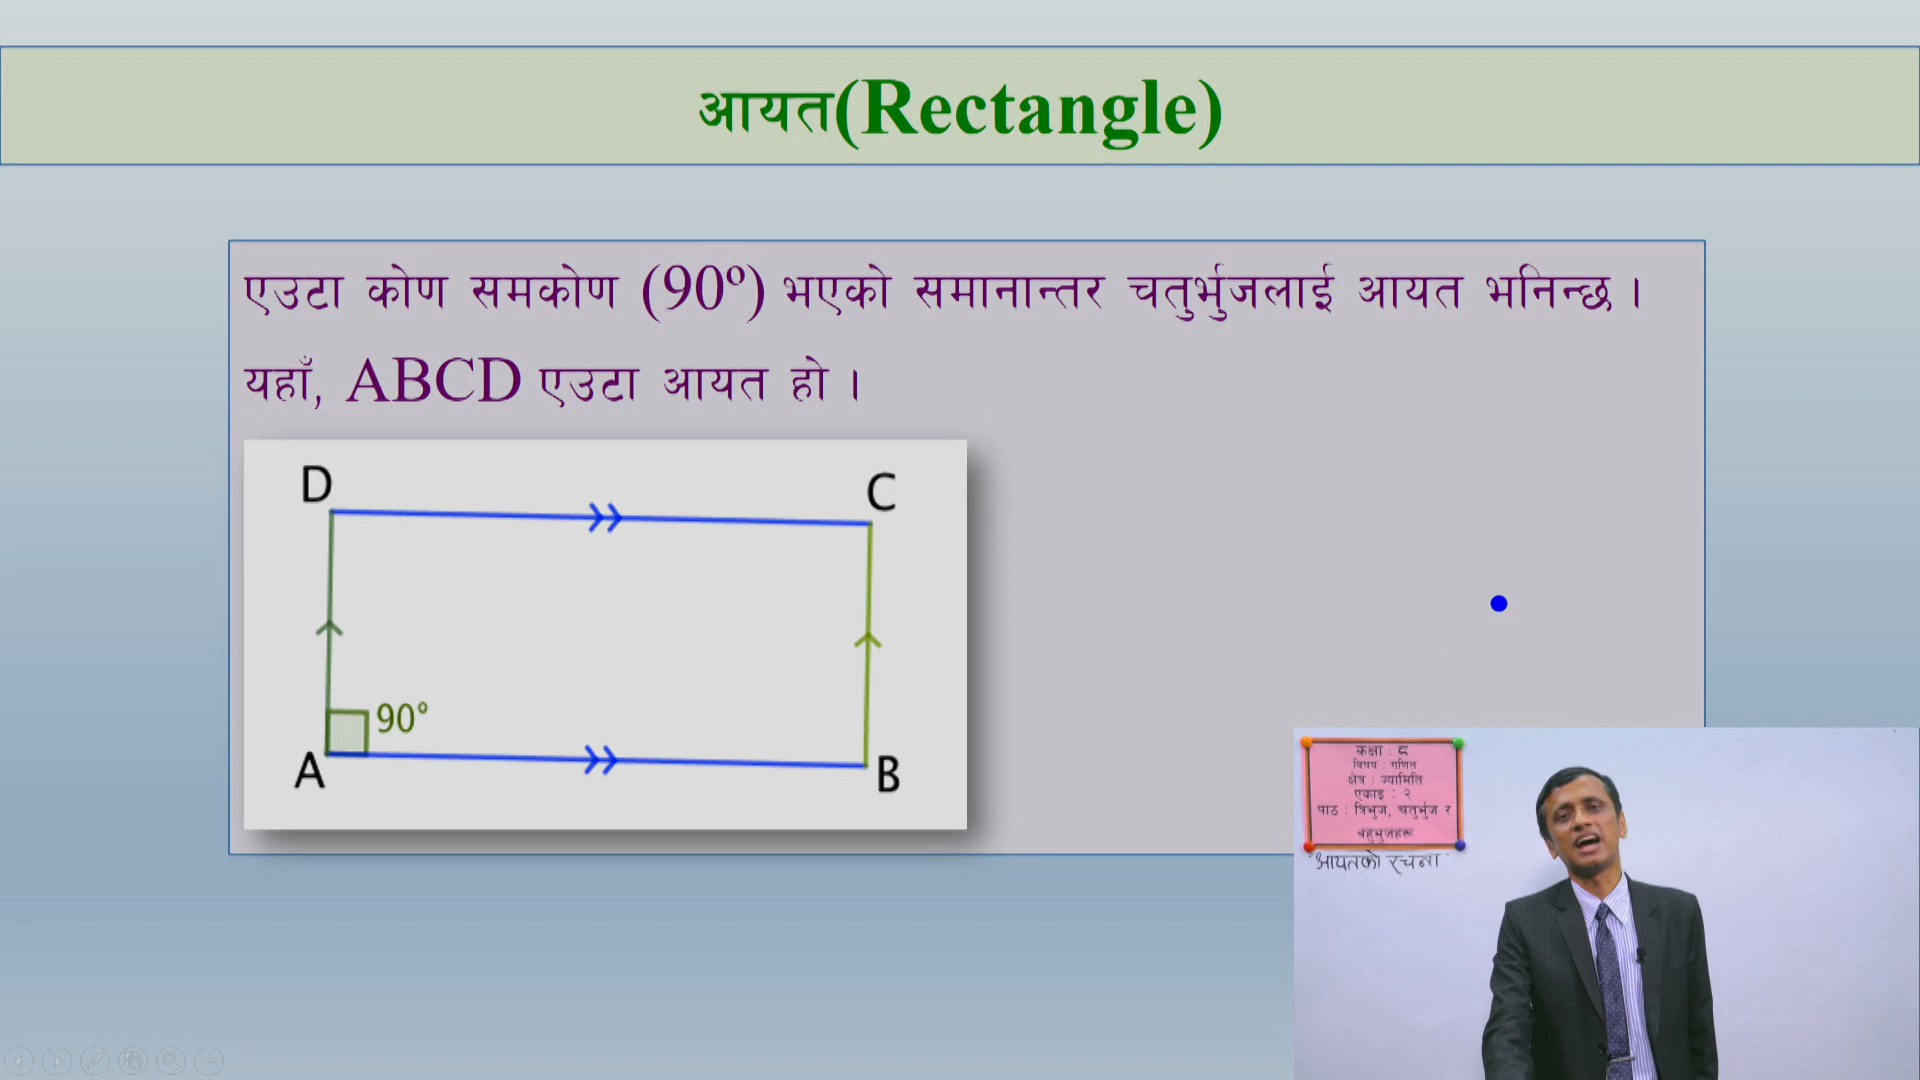 आयत(Rectangle)
एउटा कोण समकोण (90º) भएको समानान्तर चतुर्भुजलाई आयत भनिन्छ ।
यहाँ, ABCD एउटा आयत हो ।
D
C
90°
A
B
कक्षा : ८
विषय : गणित
क्षेत्र : ज्यामिति
एकाइ : २
पाठ : त्रिभुज, चतुर्भुज र
बहुभुजहरू
"आयतको रचना"